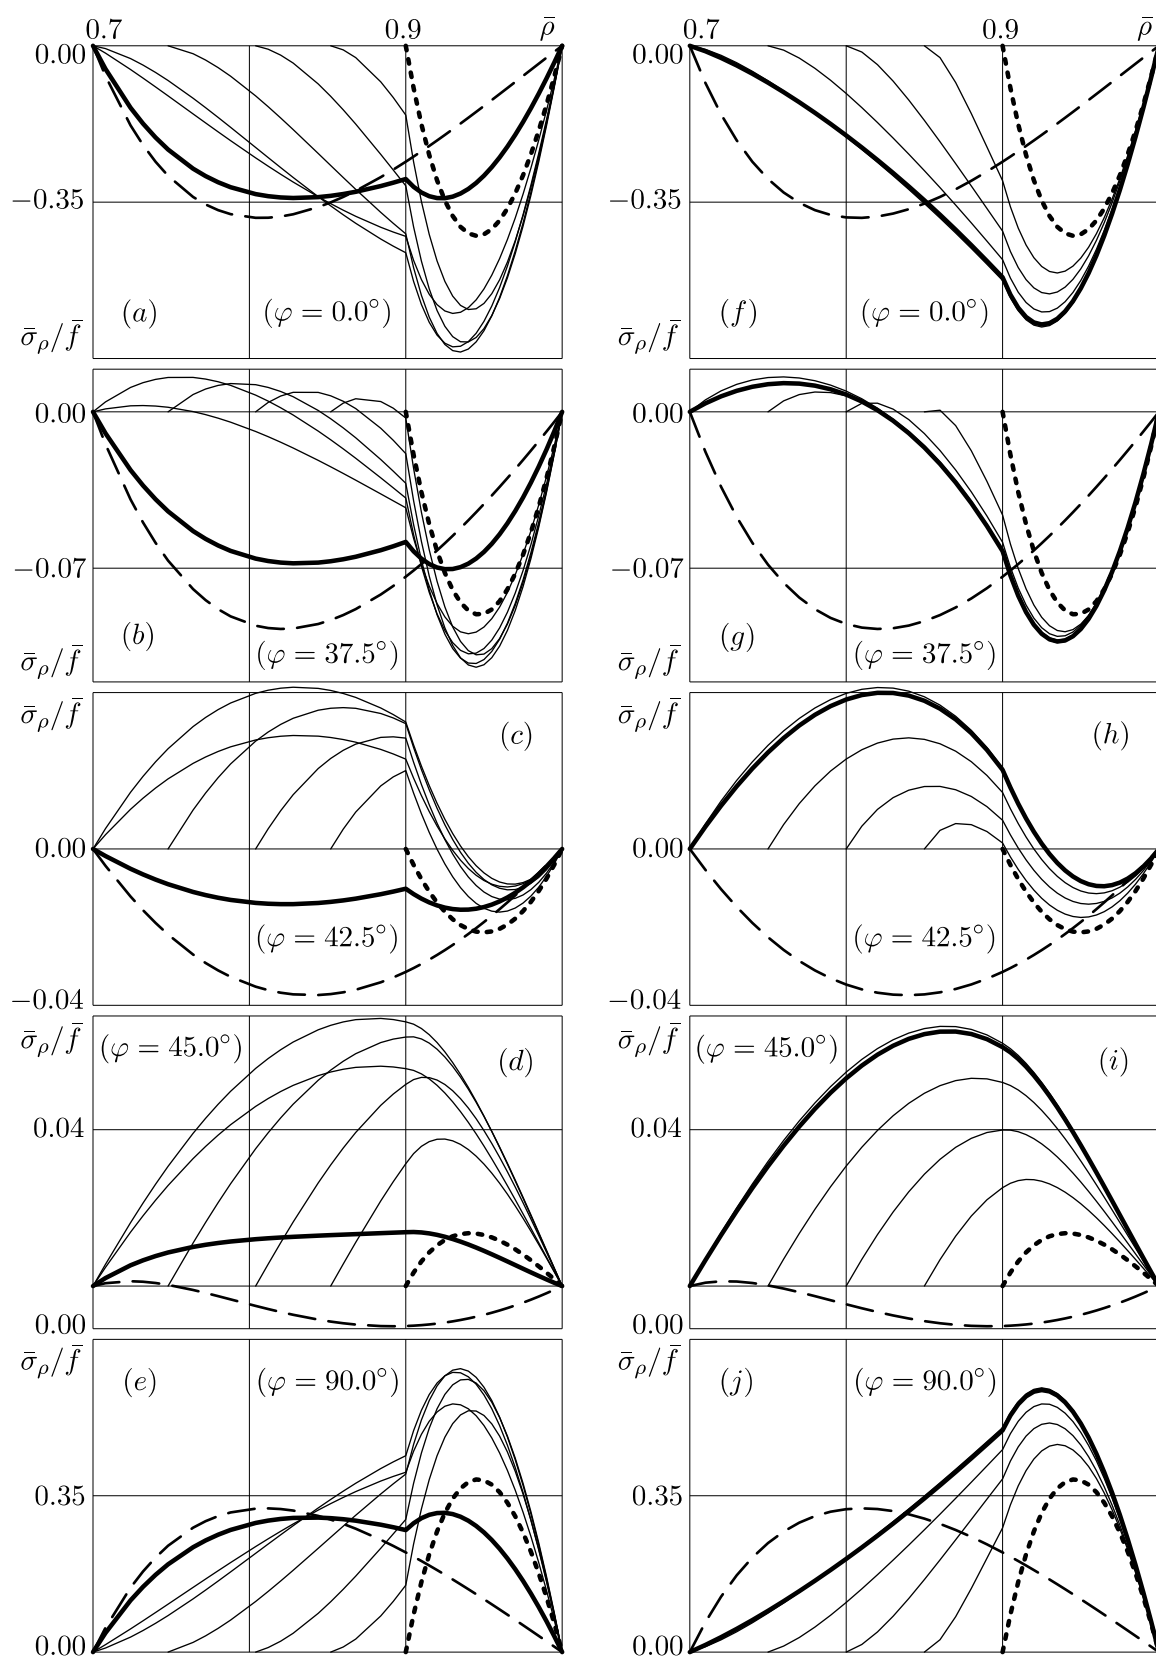 0.7 0.9 ρ̄ 0.7 0.9 ρ̄
0.00 0.00
−0.35 −0.35
(a) (φ = 0.0°) (f) (φ = 0.0°)
σ̄ρ/f̄ σ̄ρ/f̄
0.00 0.00
−0.07 −0.07
(b) (g)
σ̄ρ/f̄ (φ = 37.5°) σ̄ρ/f̄ (φ = 37.5°)
σ̄ρ/f̄ (c) σ̄ρ/f̄ (h)
0.00 0.00
(φ = 42.5°) (φ = 42.5°)
−0.04 −0.04
σ̄ρ/f̄ (φ = 45.0°) (d) σ̄ρ/f̄ (φ = 45.0°) (i)
0.04 0.04
0.00 0.00
σ̄ρ/f̄ (e) (φ = 90.0°) σ̄ρ/f̄ (j) (φ = 90.0°)
0.35 0.35
0.00 0.00